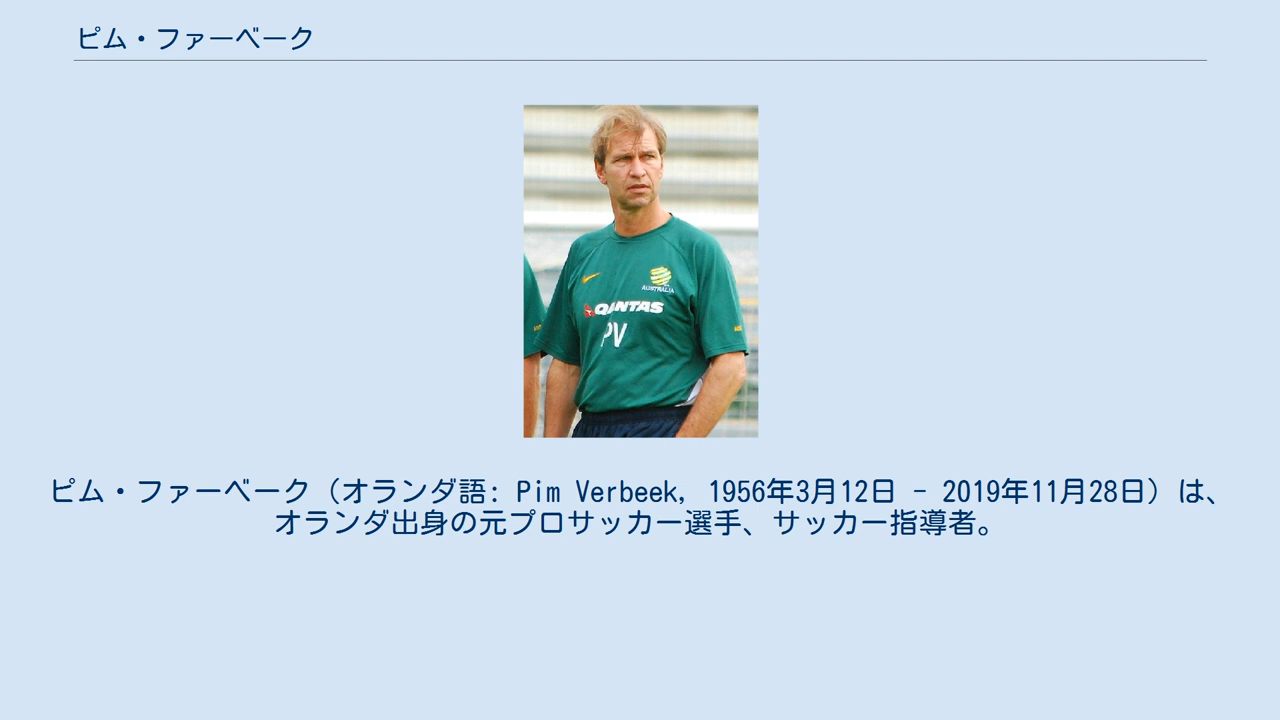 ピム・ファーベーク
AUSTRALIA
QANTAS
PV
ピム・ファーベーク（オランダ語: Pim Verbeek, 1956年3月12日 - 2019年11月28日）は、
オランダ出身の元プロサッカー選手、サッカー指導者。